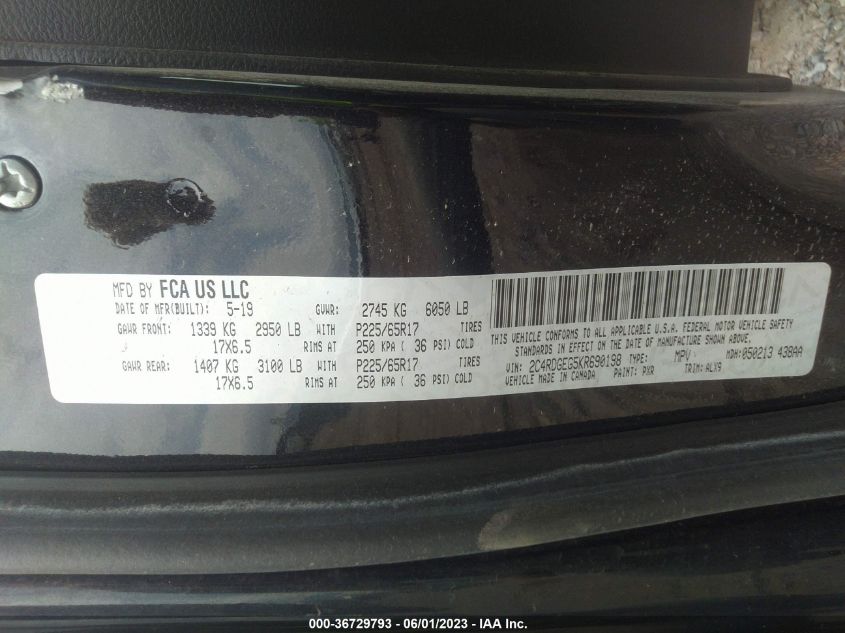 MFD BY FCA US LLC
DATE OF MFR(BUILT): 5-19 GVWR: 2745 KG 6050 LB
GAWR FRONT: 1339 KG 2950 LB WITH P225/65R17 TIRES
17X6.5 RIMS AT 250 KPA ( 36 PSI) COLD
GAWR REAR: 1407 KG 3100 LB WITH P225/65R17 TIRES
17X6.5 RIMS AT 250 KPA ( 36 PSI) COLD
THIS VEHICLE CONFORMS TO ALL APPLICABLE U.S.A. FEDERAL MOTOR VEHICLE SAFETY
STANDARDS IN EFFECT ON THE DATE OF MANUFACTURE SHOWN ABOVE.
VIN: 2C4RDGEG5KR690198 TYPE: MPV MDH: 050213 438AA
VEHICLE MADE IN CANADA PAINT: PXR TRIM: ALX9
000-36729793 - 06/01/2023 - IAA Inc.